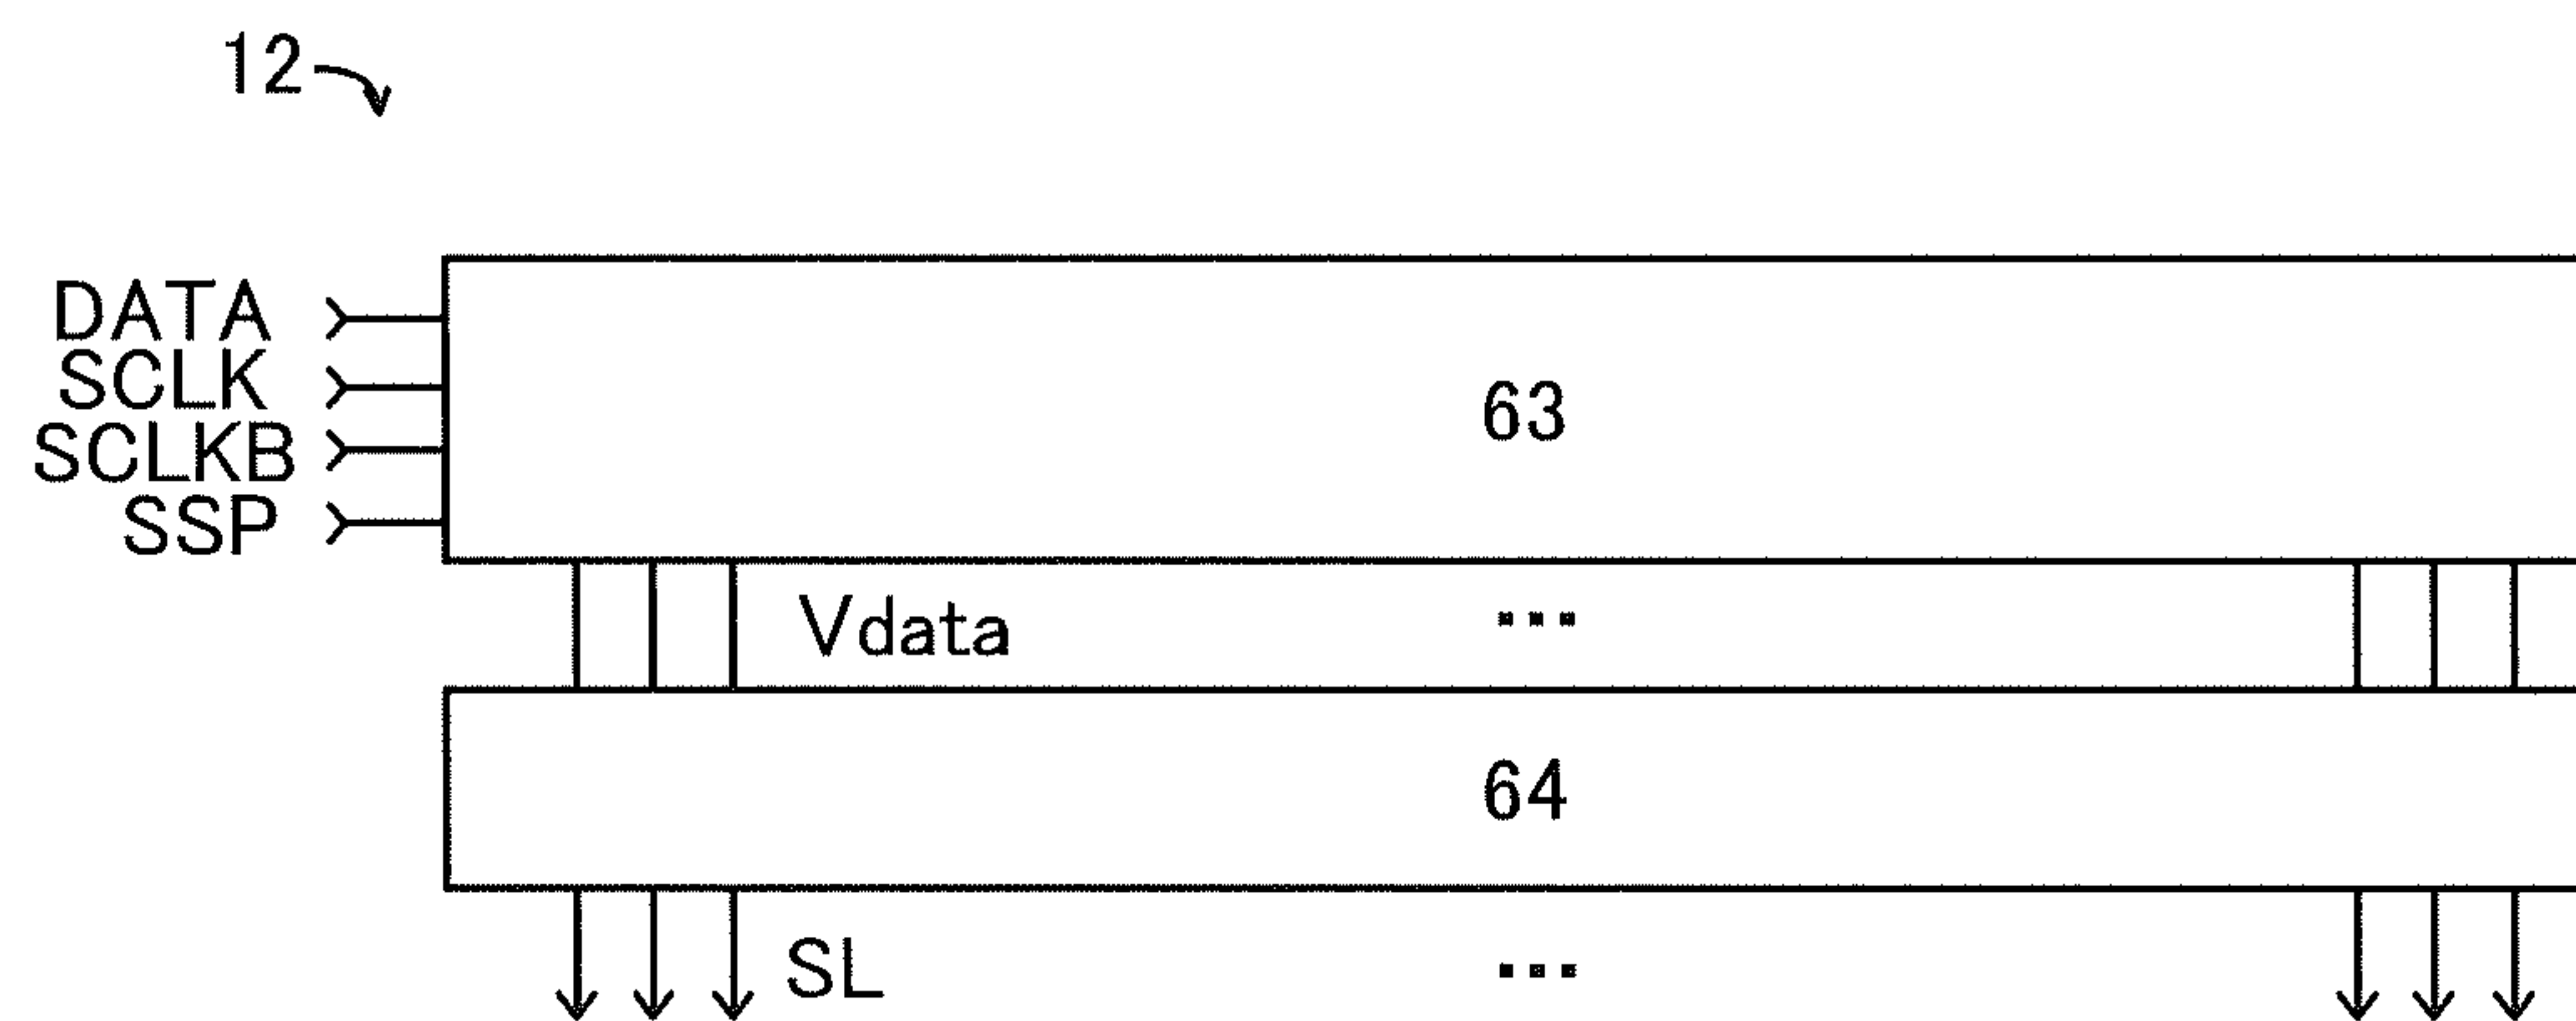 12
DATA
SCLK
SCLKB
SSP
63
Vdata
...
64
SL
...